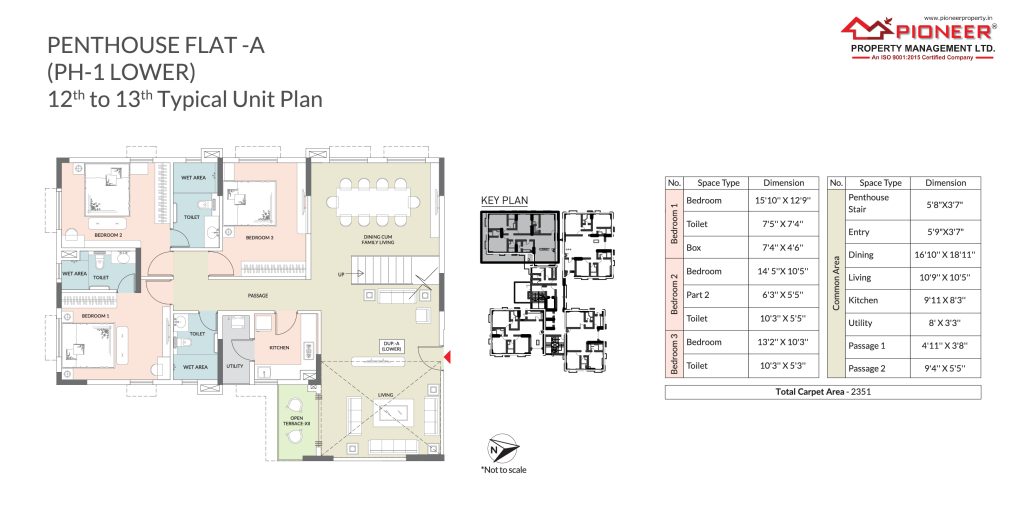 www.pioneerproperty.in
PIONEER®
PROPERTY MANAGEMENT LTD.
An ISO 9001:2015 Certified Company
PENTHOUSE FLAT -A
(PH-1 LOWER)
12th to 13th Typical Unit Plan
WET AREA
TOILET
BEDROOM 2
BEDROOM 3
DINING CUM
FAMILY LIVING
WET AREA
TOILET
UP
PASSAGE
BEDROOM 1
TOILET
WET AREA
UTILITY
KITCHEN
DUP.-A
(LOWER)
LIVING
OPEN
TERRACE-XII
KEY PLAN
N
*Not to scale
No. Space Type Dimension
Bedroom 1
Bedroom 15'10" X 12'9"
Toilet 7'5" X 7'4"
Box 7'4" X 4'6"
Bedroom 2
Bedroom 14' 5" X 10'5"
Part 2 6'3" X 5'5"
Toilet 10'3" X 5'5"
Bedroom 3
Bedroom 13'2" X 10'3"
Toilet 10'3" X 5'3"
No. Space Type Dimension
Common Area
Penthouse
Stair 5'8"X3'7"
Entry 5'9"X3'7"
Dining 16'10" X 18'11"
Living 10'9" X 10'5"
Kitchen 9'11 X 8'3"
Utility 8' X 3'3"
Passage 1 4'11" X 3'8"
Passage 2 9'4" X 5'5"
Total Carpet Area - 2351